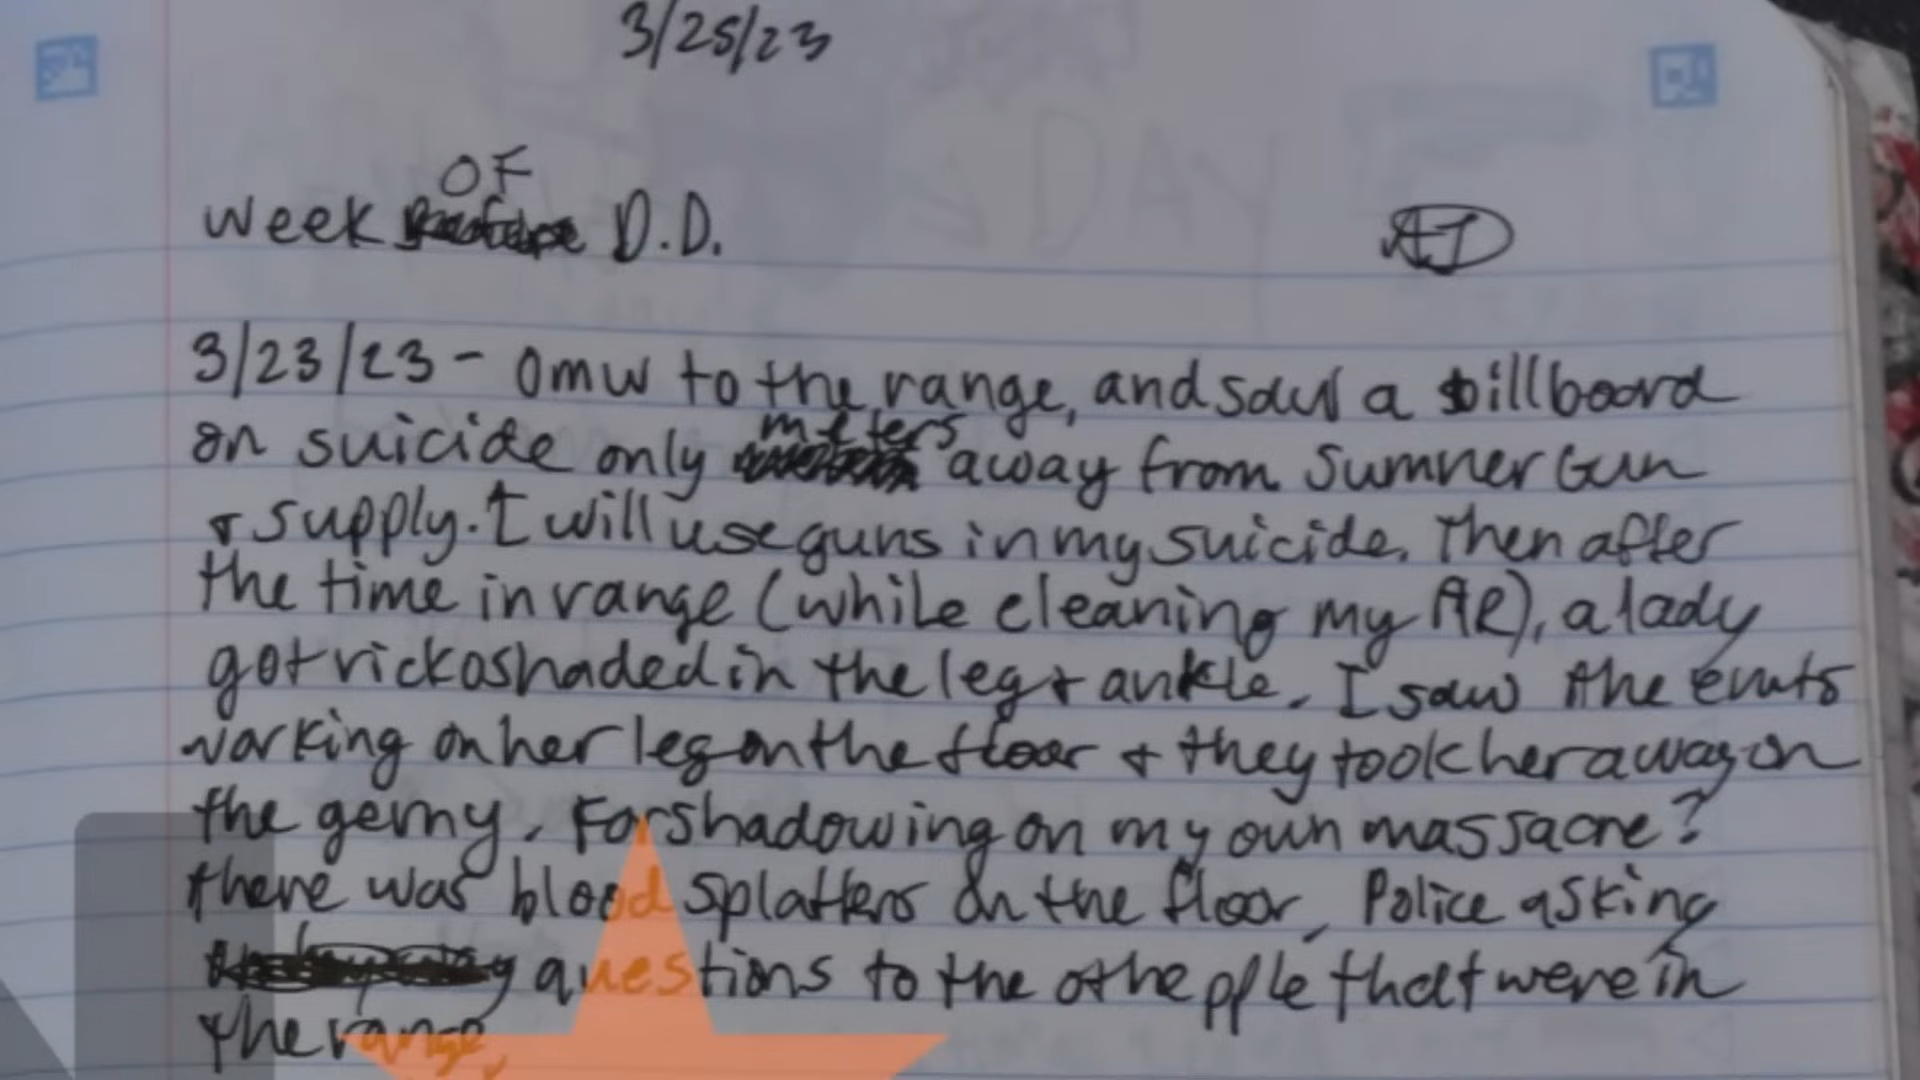 3/25/23
OF
week D.D.
3/23/23 - omw to the range, and saw a billboard
meters
on suicide only away from Sumner Gun
+ supply. I will use guns in my suicide. Then after
the time in range (while cleaning my AR), a lady
got rickoshaded in the leg + ankle. I saw the emts
working on her leg on the floor + they took her away on
the gerny. Forshadowing on my own massacre?
there was blood splatters on the floor, Police asking
questions to the othe pple that were in
the range,